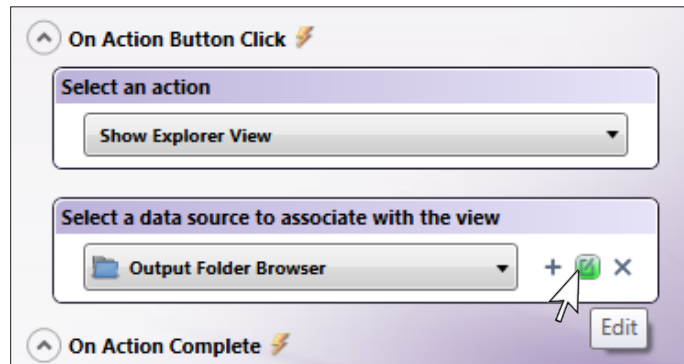 On Action Button Click
Select an action
Show Explorer View
Select a data source to associate with the view
Output Folder Browser
Edit
On Action Complete